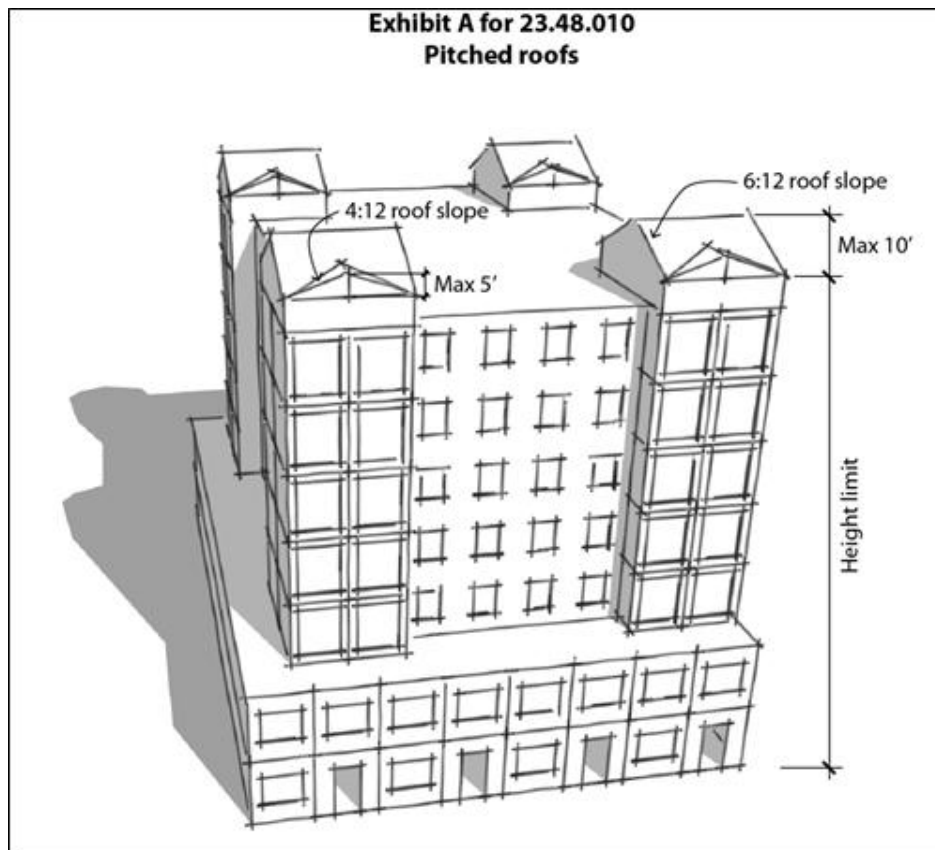 Exhibit A for 23.48.010
Pitched roofs
6:12 roof slope
4:12 roof slope
Max 10'
Max 5'
Height limit